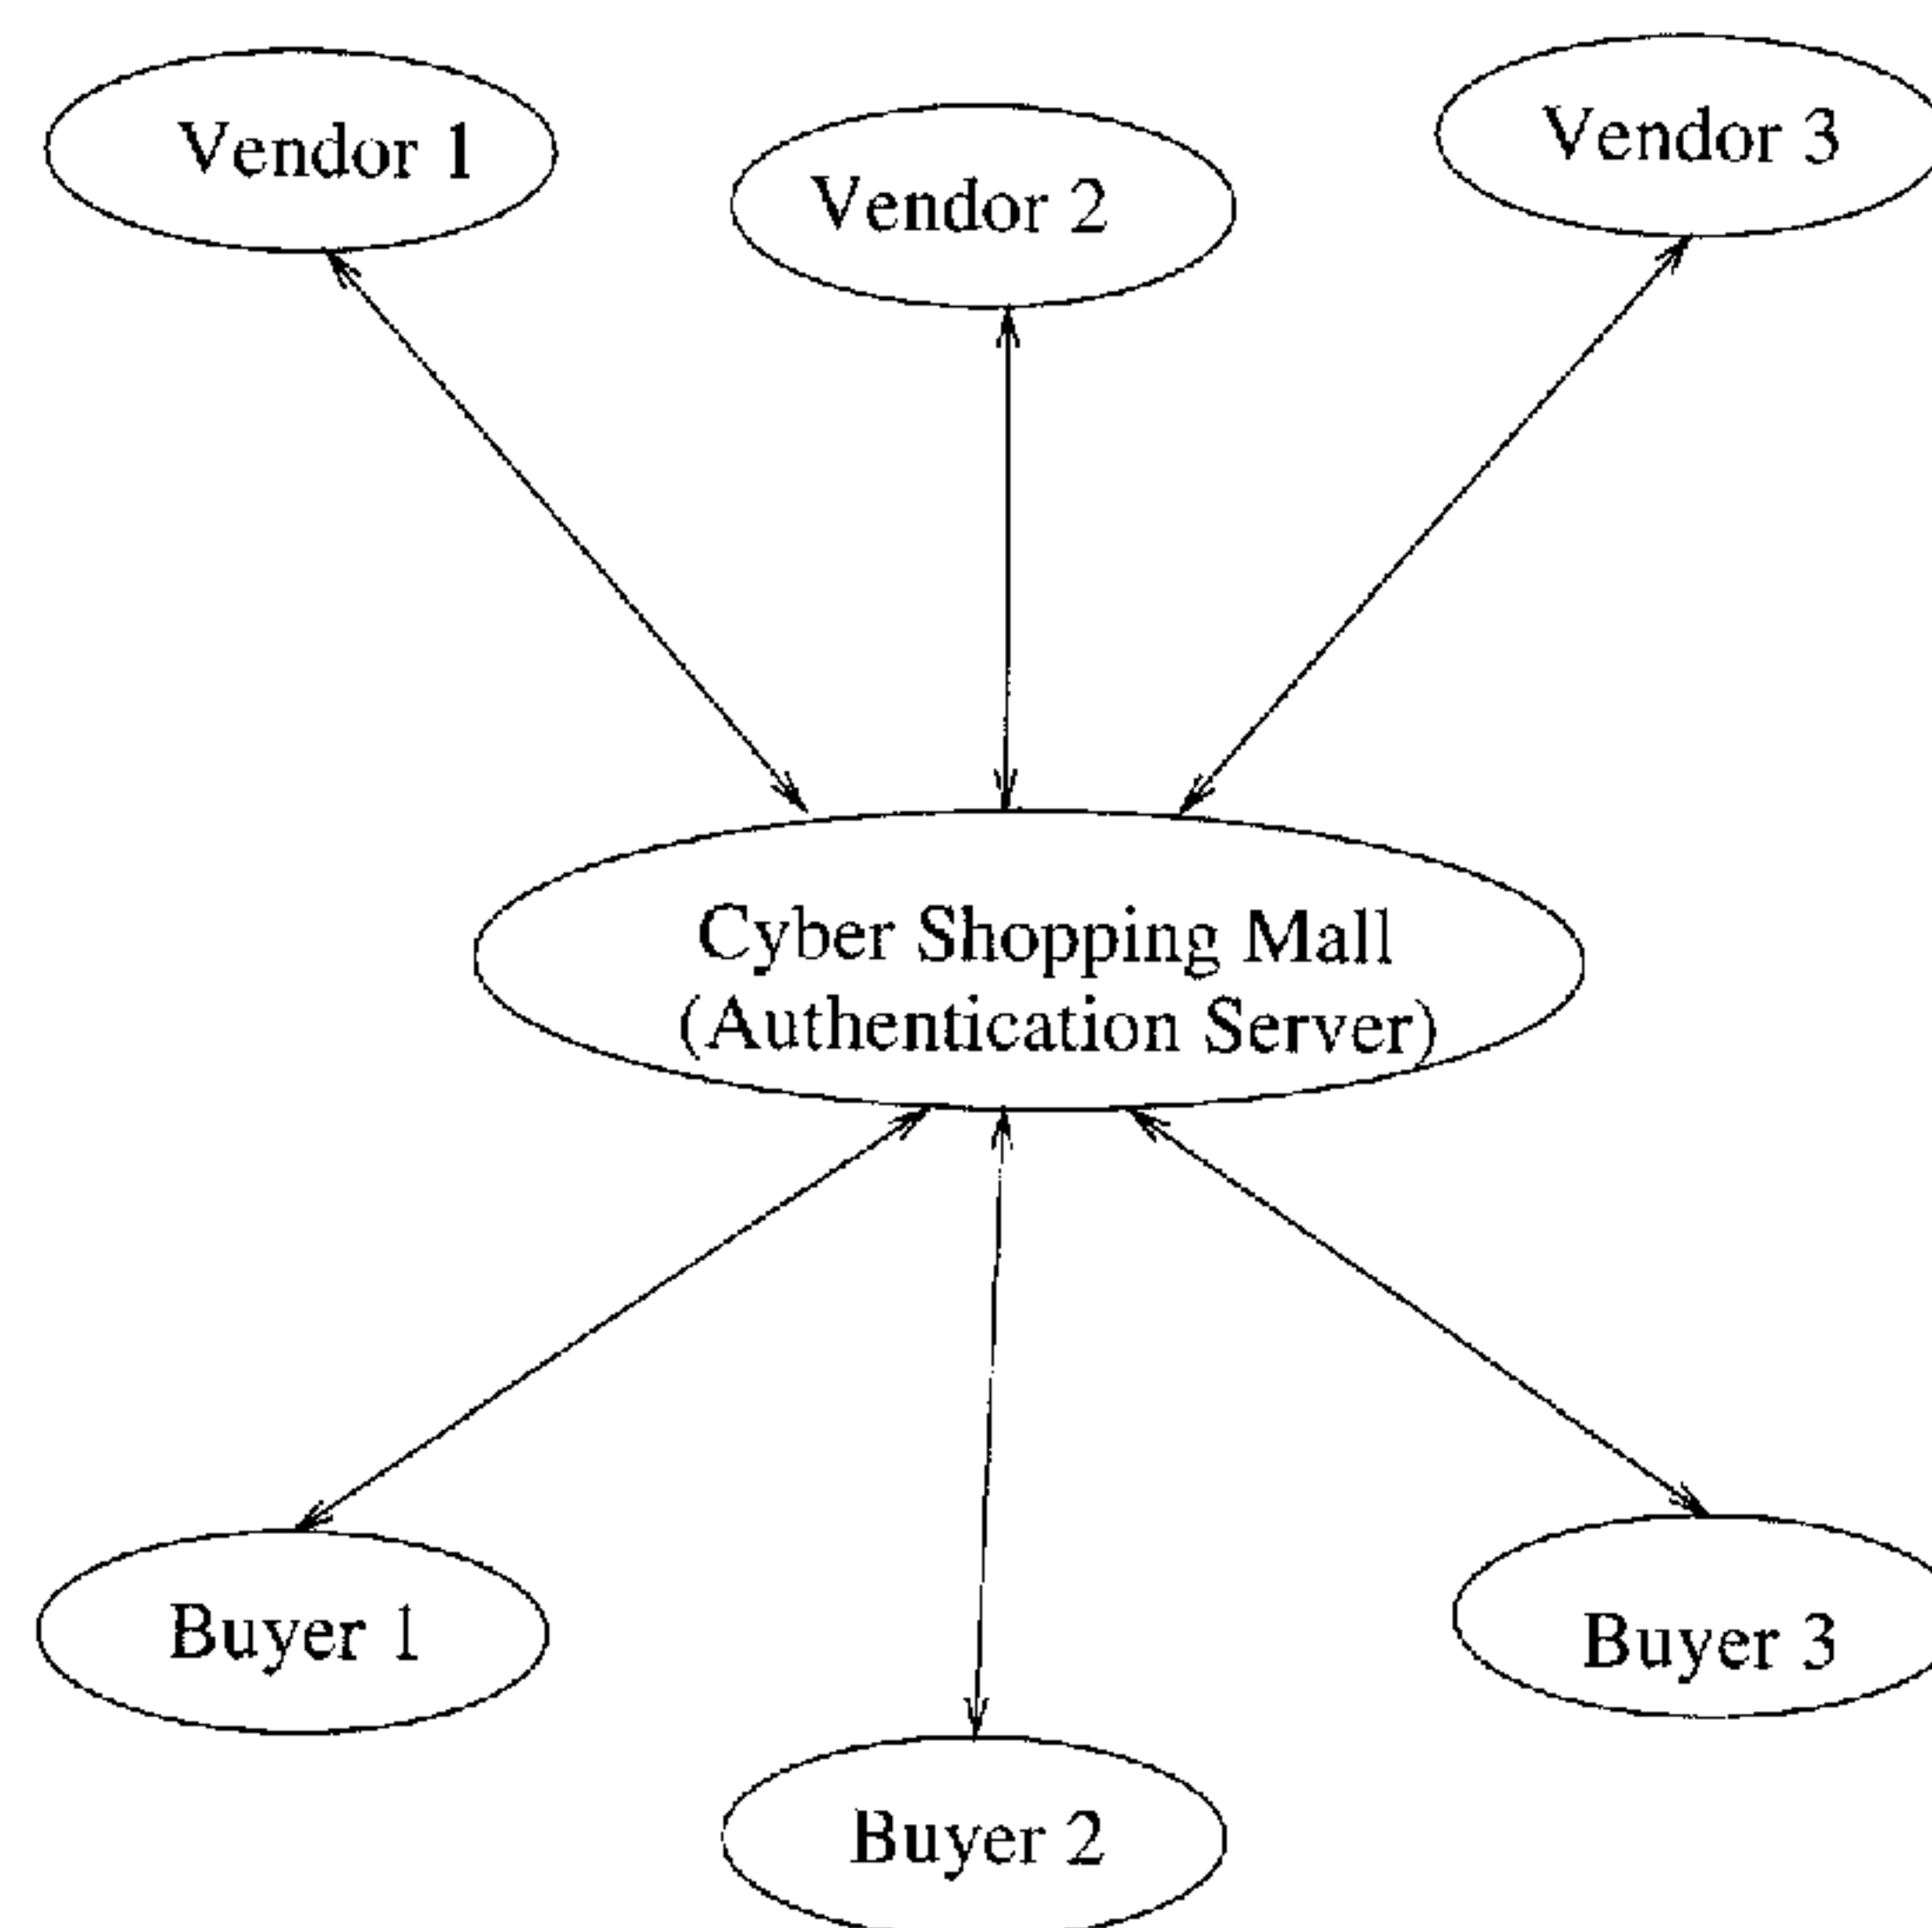 Vendor 1
Vendor 2
Vendor 3
Cyber Shopping Mall
(Authentication Server)
Buyer 1
Buyer 2
Buyer 3